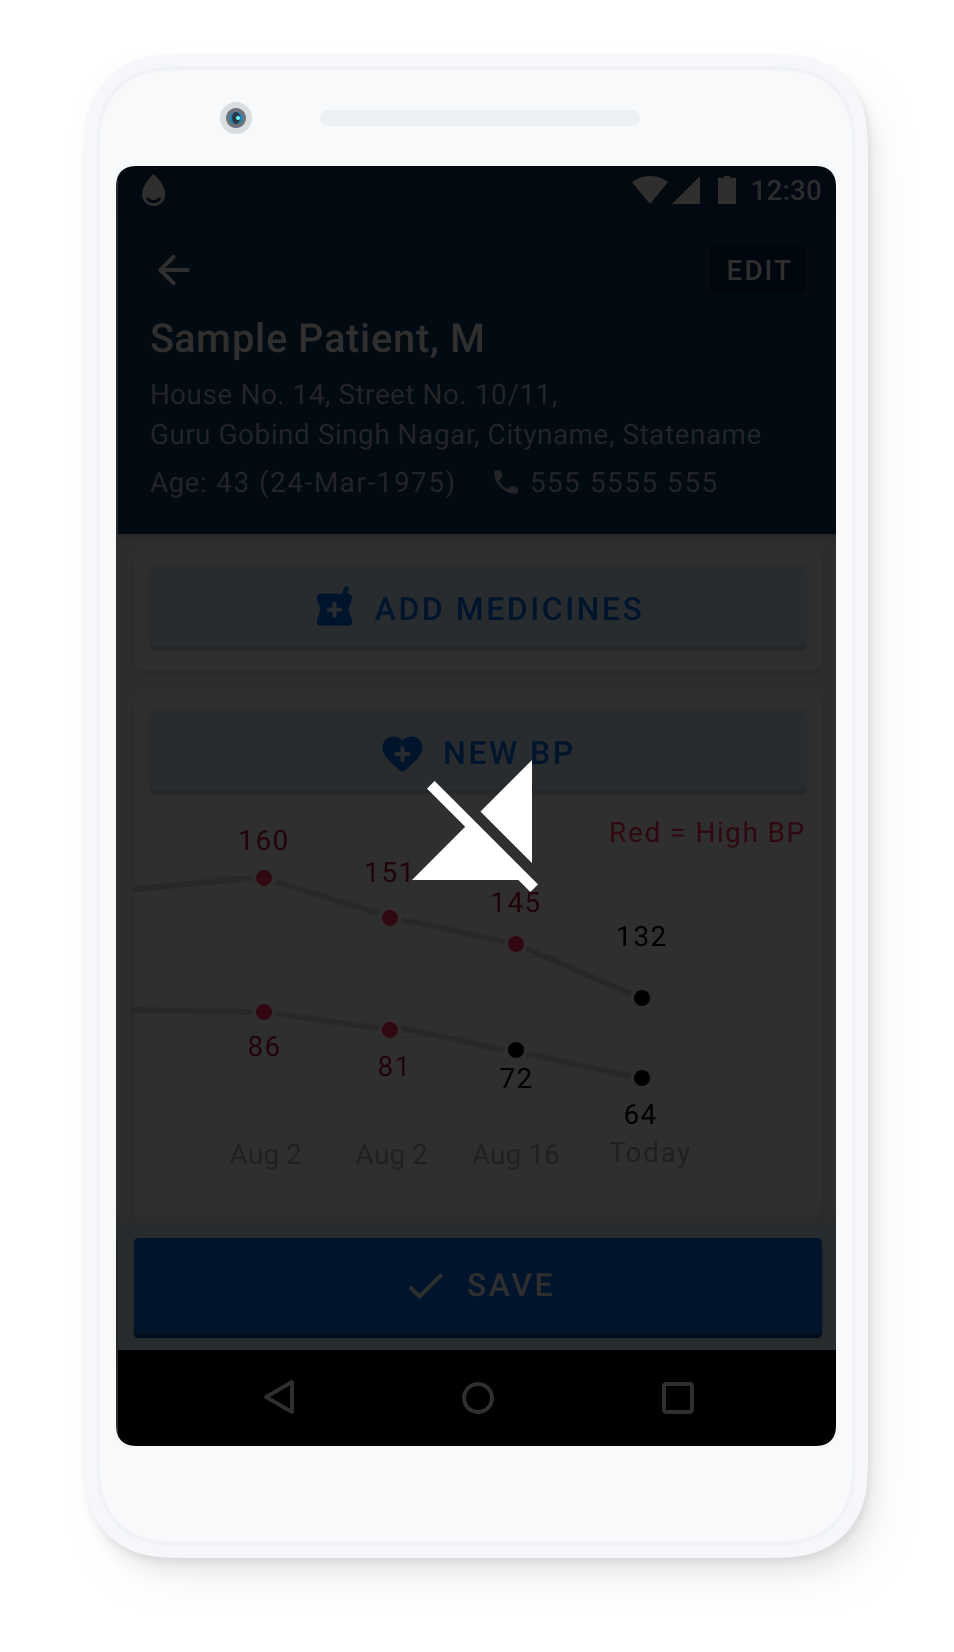 12:30
EDIT
Sample Patient, M
House No. 14, Street No. 10/11,
Guru Gobind Singh Nagar, Cityname, Statename
Age: 43 (24-Mar-1975) 555 5555 555
ADD MEDICINES
NEW BP
Red = High BP
160
151
145
132
86
81
72
64
Aug 2 Aug 2 Aug 16 Today
SAVE